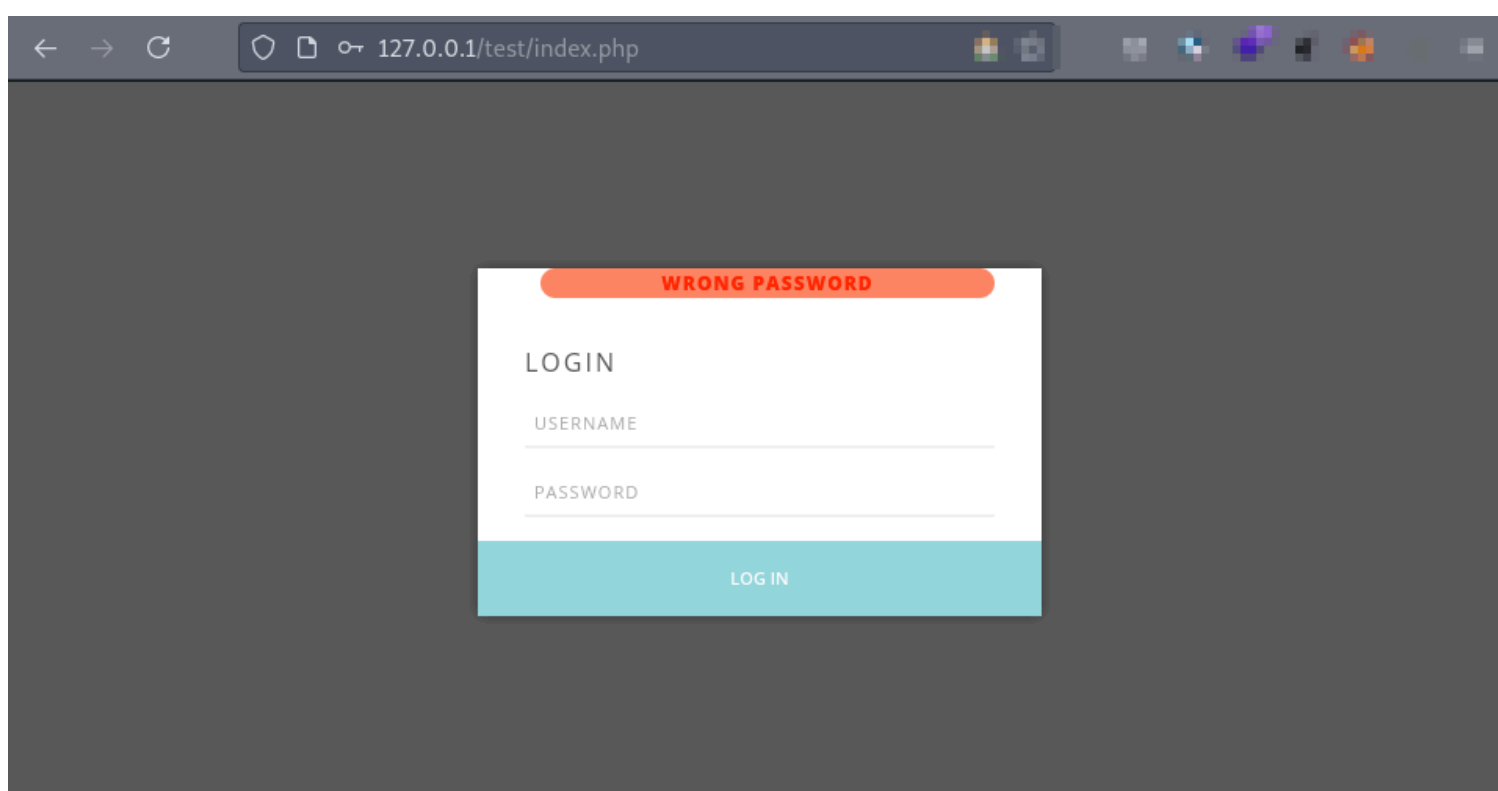 127.0.0.1/test/index.php
WRONG PASSWORD
LOGIN
USERNAME
PASSWORD
LOG IN